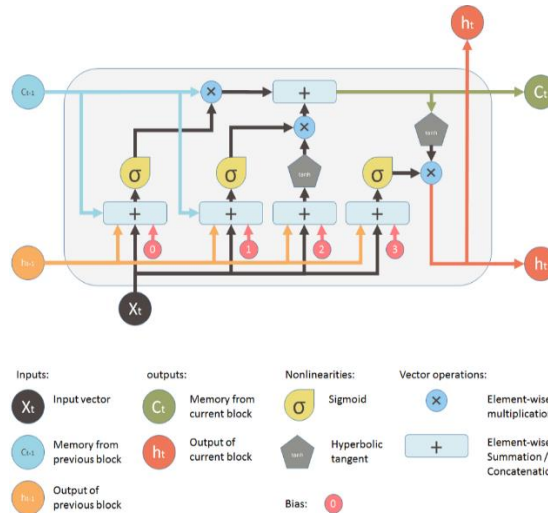 ht
Ct-1
×
+
Ct
×
tanh
σ
σ
tanh
σ
×
+
+
+
+
0
1
2
3
ht-1
ht
Xt
Inputs:
outputs:
Nonlinearities:
Vector operations:
Xt
Input vector
Ct
Memory from
current block
σ
Sigmoid
×
Element-wise
multiplication
Ct-1
Memory from
previous block
ht
Output of
current block
tanh
Hyperbolic
tangent
+
Element-wise
Summation /
Concatenatio
ht-1
Output of
previous block
Bias:
0